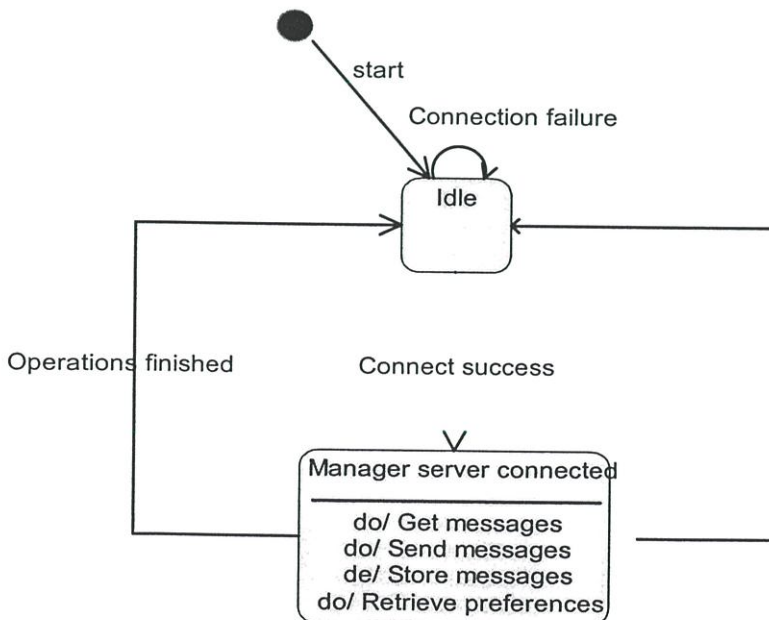 start
Connection failure
Idle
Operations finished
Connect success
Manager server connected
do/ Get messages
do/ Send messages
de/ Store messages
do/ Retrieve preferences